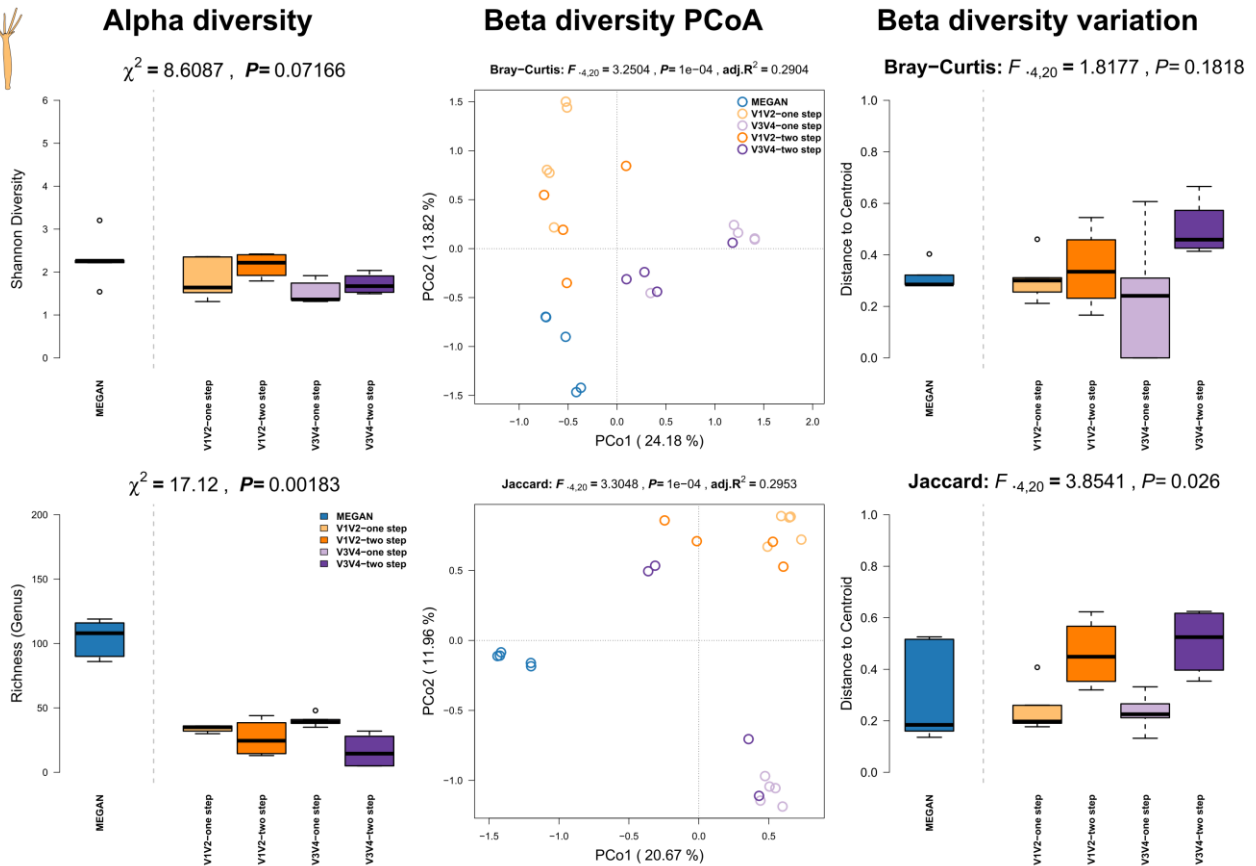 Alpha diversity
Beta diversity PCoA
Beta diversity variation
χ² = 8.6087 , P= 0.07166
Shannon Diversity
6
5
4
3
2
1
0
MEGAN
V1V2−one step
V1V2−two step
V3V4−one step
V3V4−two step
Bray−Curtis: F .4,20 = 3.2504 , P= 1e−04 , adj.R² = 0.2904
MEGAN
V1V2−one step
V3V4−one step
V1V2−two step
V3V4−two step
PCo2 ( 13.82 %)
1.5
1.0
0.5
0.0
−0.5
−1.0
−1.5
−1.0
−0.5
0.0
0.5
1.0
1.5
2.0
PCo1 ( 24.18 %)
Bray−Curtis: F .4,20 = 1.8177 , P= 0.1818
Distance to Centroid
1.0
0.8
0.6
0.4
0.2
0.0
MEGAN
V1V2−one step
V1V2−two step
V3V4−one step
V3V4−two step
χ² = 17.12 , P= 0.00183
Richness (Genus)
200
150
100
50
0
MEGAN
V1V2−one step
V1V2−two step
V3V4−one step
V3V4−two step
MEGAN
V1V2−one step
V1V2−two step
V3V4−one step
V3V4−two step
Jaccard: F .4,20 = 3.3048 , P= 1e−04 , adj.R² = 0.2953
PCo2 ( 11.96 %)
0.5
0.0
−0.5
−1.0
−1.5
−1.0
−0.5
0.0
0.5
PCo1 ( 20.67 %)
Jaccard: F .4,20 = 3.8541 , P= 0.026
Distance to Centroid
1.0
0.8
0.6
0.4
0.2
0.0
MEGAN
V1V2−one step
V1V2−two step
V3V4−one step
V3V4−two step